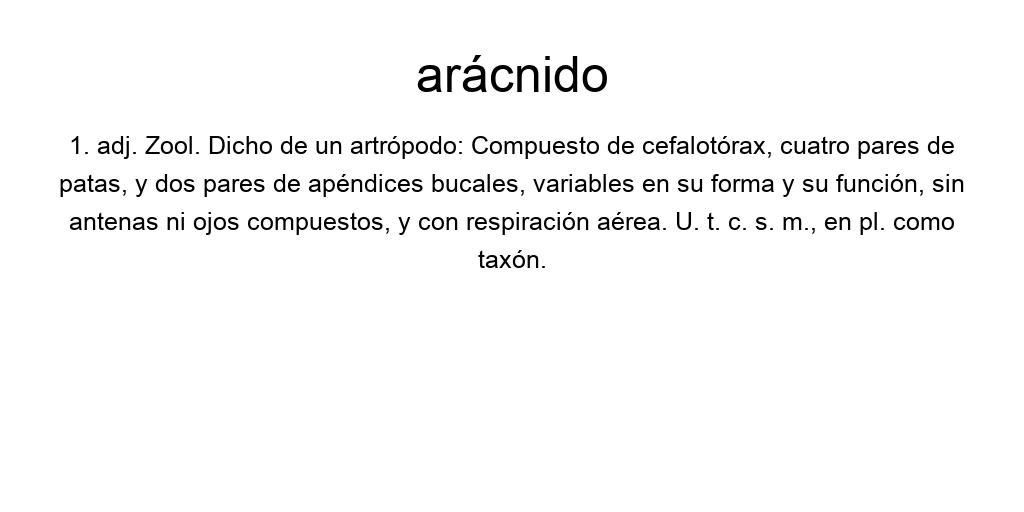 arácnido
1. adj. Zool. Dicho de un artrópodo: Compuesto de cefalotórax, cuatro pares de
patas, y dos pares de apéndices bucales, variables en su forma y su función, sin
antenas ni ojos compuestos, y con respiración aérea. U. t. c. s. m., en pl. como
taxón.